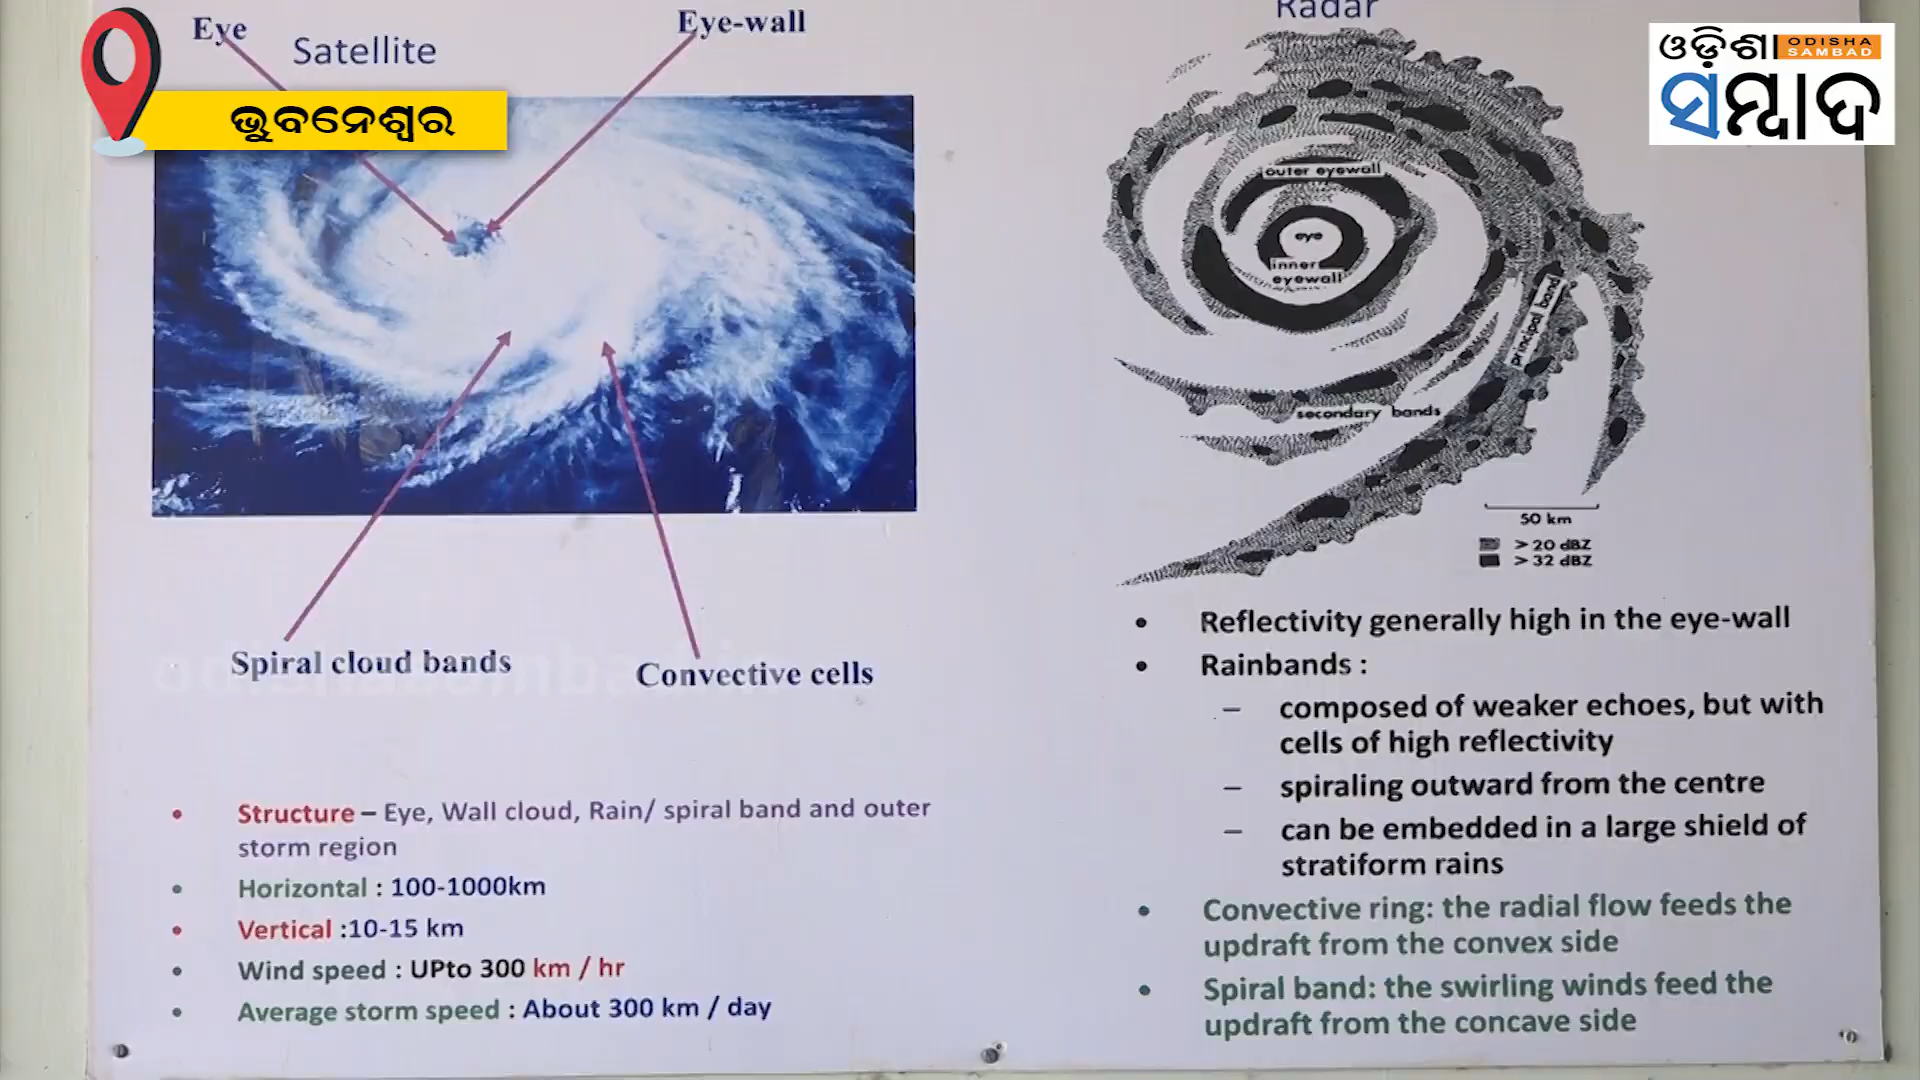 Eye
Satellite
Eye-wall
ଭୁବନେଶ୍ୱର
Spiral cloud bands
Convective cells
• Structure – Eye, Wall cloud, Rain/ spiral band and outer
storm region
• Horizontal : 100-1000km
• Vertical :10-15 km
• Wind speed : UPto 300 km / hr
• Average storm speed : About 300 km / day
Radar
ଓଡ଼ିଶା ODISHA
SAMBAD
ସମ୍ବାଦ
outer eyewall
eye
inner
eyewall
principal band
secondary bands
50 km
> 20 dBZ
> 32 dBZ
• Reflectivity generally high in the eye-wall
• Rainbands :
– composed of weaker echoes, but with
cells of high reflectivity
– spiraling outward from the centre
– can be embedded in a large shield of
stratiform rains
• Convective ring: the radial flow feeds the
updraft from the convex side
• Spiral band: the swirling winds feed the
updraft from the concave side